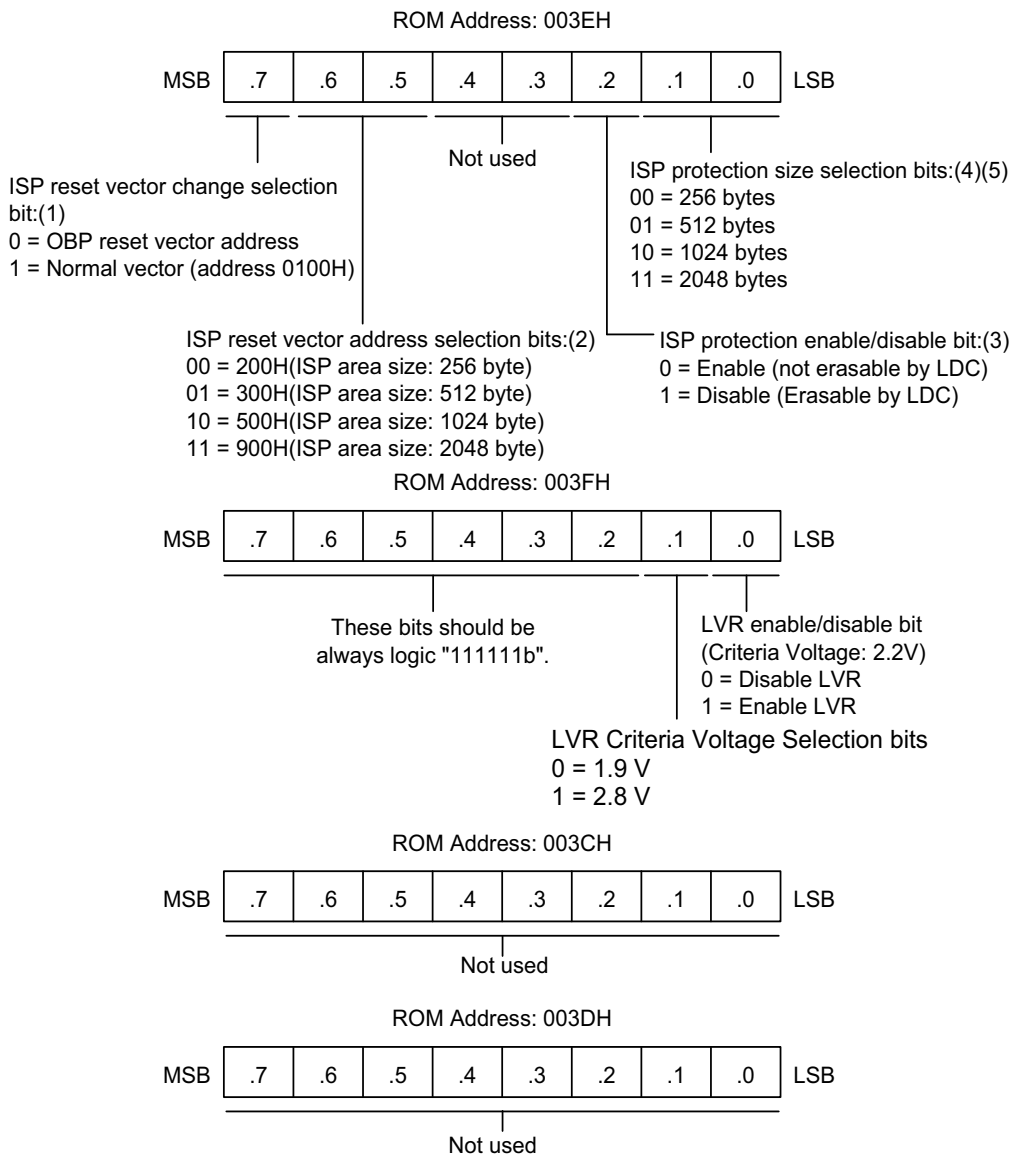 ROM Address: 003EH
MSB .7 .6 .5 .4 .3 .2 .1 .0 LSB
ISP reset vector change selection
bit:(1)
0 = OBP reset vector address
1 = Normal vector (address 0100H)
Not used
ISP protection size selection bits:(4)(5)
00 = 256 bytes
01 = 512 bytes
10 = 1024 bytes
11 = 2048 bytes
ISP reset vector address selection bits:(2)
00 = 200H(ISP area size: 256 byte)
01 = 300H(ISP area size: 512 byte)
10 = 500H(ISP area size: 1024 byte)
11 = 900H(ISP area size: 2048 byte)
ISP protection enable/disable bit:(3)
0 = Enable (not erasable by LDC)
1 = Disable (Erasable by LDC)
ROM Address: 003FH
MSB .7 .6 .5 .4 .3 .2 .1 .0 LSB
These bits should be
always logic "111111b".
LVR enable/disable bit
(Criteria Voltage: 2.2V)
0 = Disable LVR
1 = Enable LVR
LVR Criteria Voltage Selection bits
0 = 1.9 V
1 = 2.8 V
ROM Address: 003CH
MSB .7 .6 .5 .4 .3 .2 .1 .0 LSB
Not used
ROM Address: 003DH
MSB .7 .6 .5 .4 .3 .2 .1 .0 LSB
Not used